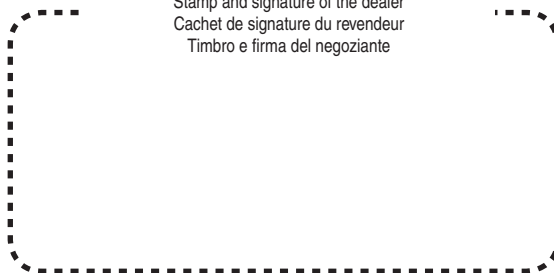 Stamp and signature of the dealer
Cachet de signature du revendeur
Timbro e firma del negoziante